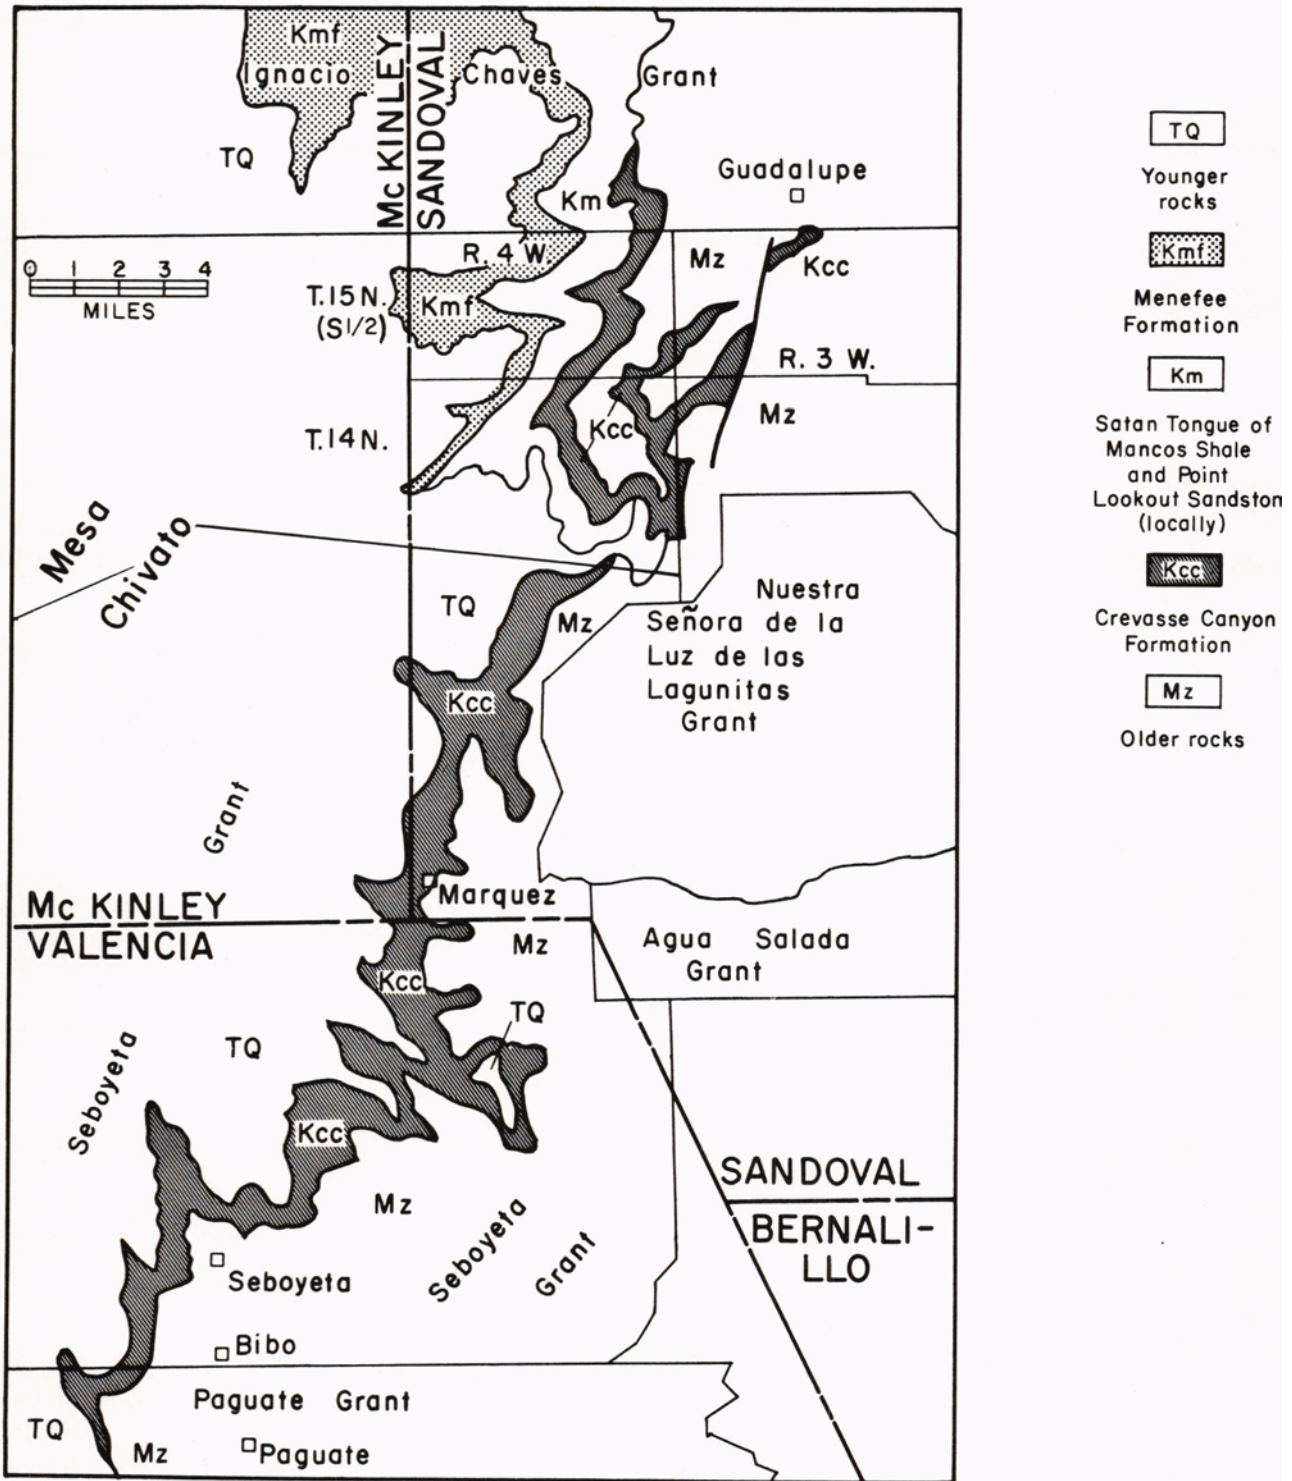 Kmf
Ignacio
Mc KINLEY
SANDOVAL
Chaves
Grant
TQ
Guadalupe
Km
R. 4 W.
Mz
Kcc
0 1 2 3 4
MILES
T.15 N.
(S1/2)
Kmf
R. 3 W.
Mz
Kcc
T.14 N.
Mesa
Chivato
TQ
Mz
Nuestra
Señora de la
Luz de las
Lagunitas
Grant
Kcc
Grant
Marquez
Mc KINLEY
VALENCIA
Mz
Agua Salada
Grant
Kcc
TQ
TQ
Seboyeta
Kcc
Mz
SANDOVAL
BERNALI-
LLO
Seboyeta
Grant
Seboyeta
Bibo
Paguate Grant
TQ
Mz
Paguate
TQ
Younger
rocks
Kmf
Menefee
Formation
Km
Satan Tongue of
Mancos Shale
and Point
Lookout Sandston
(locally)
Kcc
Crevasse Canyon
Formation
Mz
Older rocks